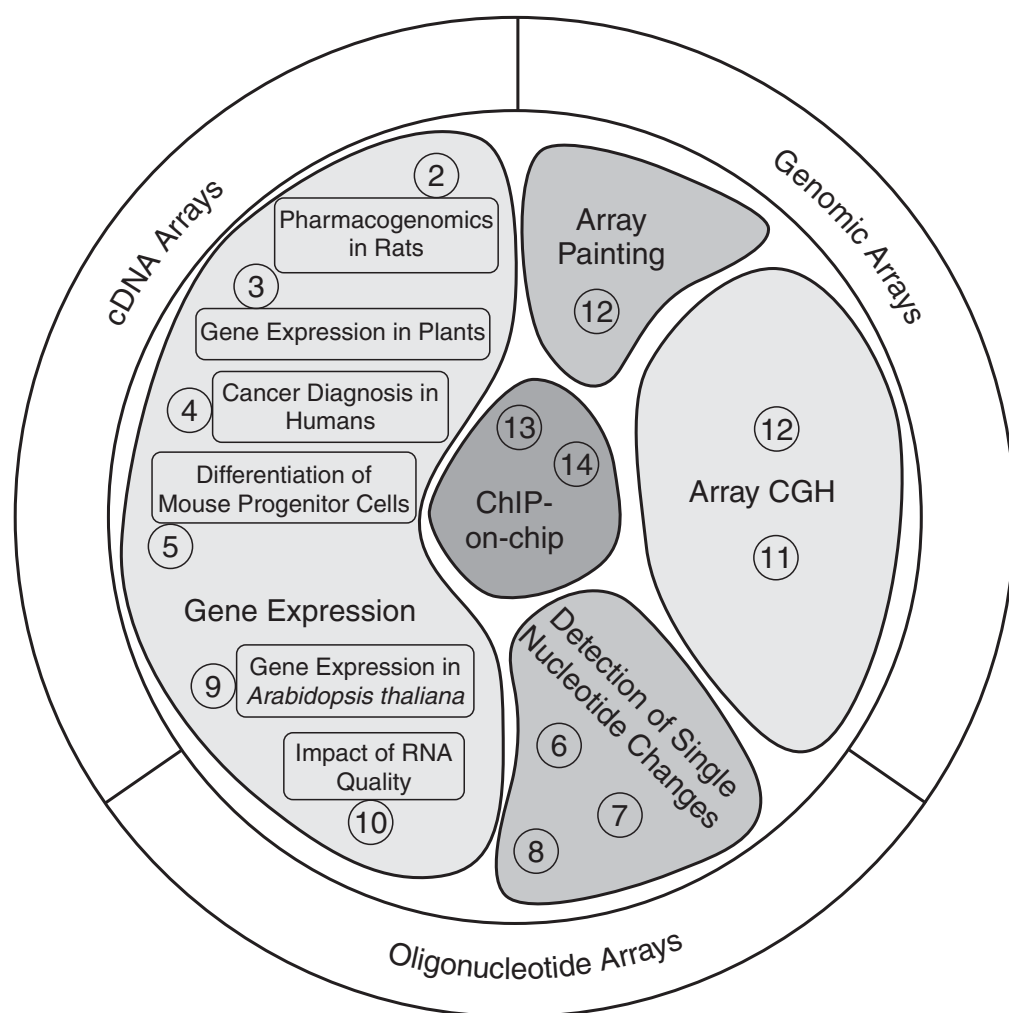 cDNA Arrays
Genomic Arrays
Oligonucleotide Arrays
2
Pharmacogenomics
in Rats
3
Gene Expression in Plants
4
Cancer Diagnosis in
Humans
Differentiation of
Mouse Progenitor Cells
5
Gene Expression
9
Gene Expression in
Arabidopsis thaliana
Impact of RNA
Quality
10
Array
Painting
12
13
14
ChIP-
on-chip
12
Array CGH
11
Detection of Single
Nucleotide Changes
6
7
8